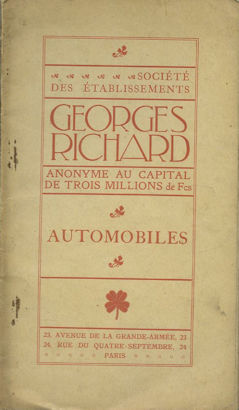 SOCIÉTÉ
DES ÉTABLISSEMENTS
GEORGES
RICHARD
ANONYME AU CAPITAL
DE TROIS MILLIONS de Fcs
AUTOMOBILES
23, AVENUE DE LA GRANDE-ARMÉE, 23
24, RUE DU QUATRE-SEPTEMBRE, 24
PARIS